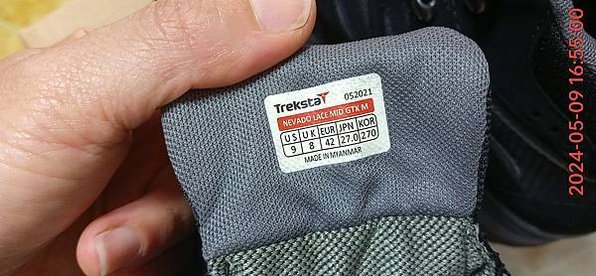 Treksta 052021
NEVADO LACE MID GTX M
US UK EUR JPN KOR
9 8 42 27.0 270
MADE IN MYANMAR
2024-05-09 16:55:00